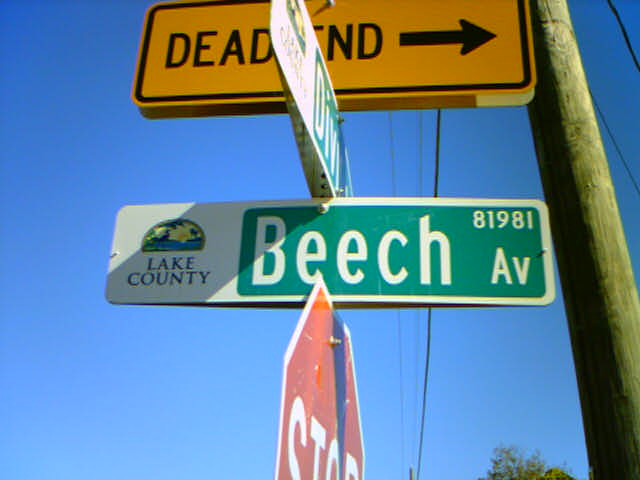 DEAD END
LAKE
COUNTY
Beech Av
81981
STOP